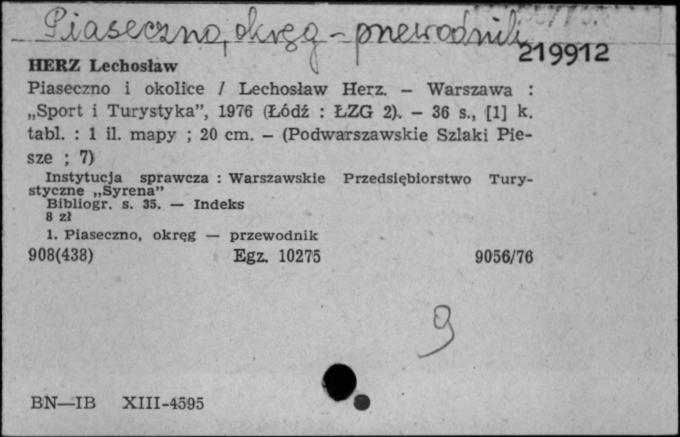 Piaseczno, okręg - przewodnik
219912
HERZ Lechosław
Piaseczno i okolice / Lechosław Herz. – Warszawa :
„Sport i Turystyka”, 1976 (Łódź : ŁZG 2). – 36 s., [1] k.
tabl. : 1 il. mapy ; 20 cm. – (Podwarszawskie Szlaki Pie-
sze ; 7)
Instytucja sprawcza : Warszawskie Przedsiębiorstwo Tury-
styczne „Syrena”
Bibliogr. s. 35. — Indeks
8 zł
1. Piaseczno, okręg — przewodnik
908(438) Egz. 10275 9056/76
9
BN—IB XIII-4595